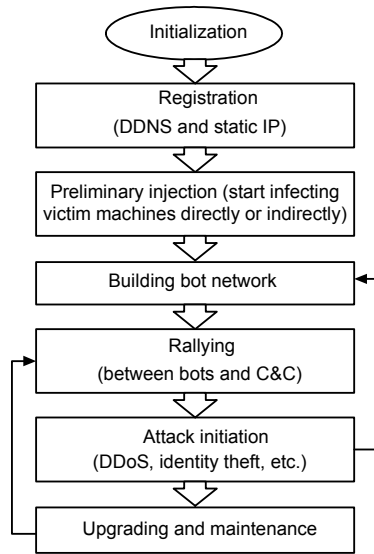 Initialization
Registration
(DDNS and static IP)
Preliminary injection (start infecting
victim machines directly or indirectly)
Building bot network
Rallying
(between bots and C&C)
Attack initiation
(DDoS, identity theft, etc.)
Upgrading and maintenance